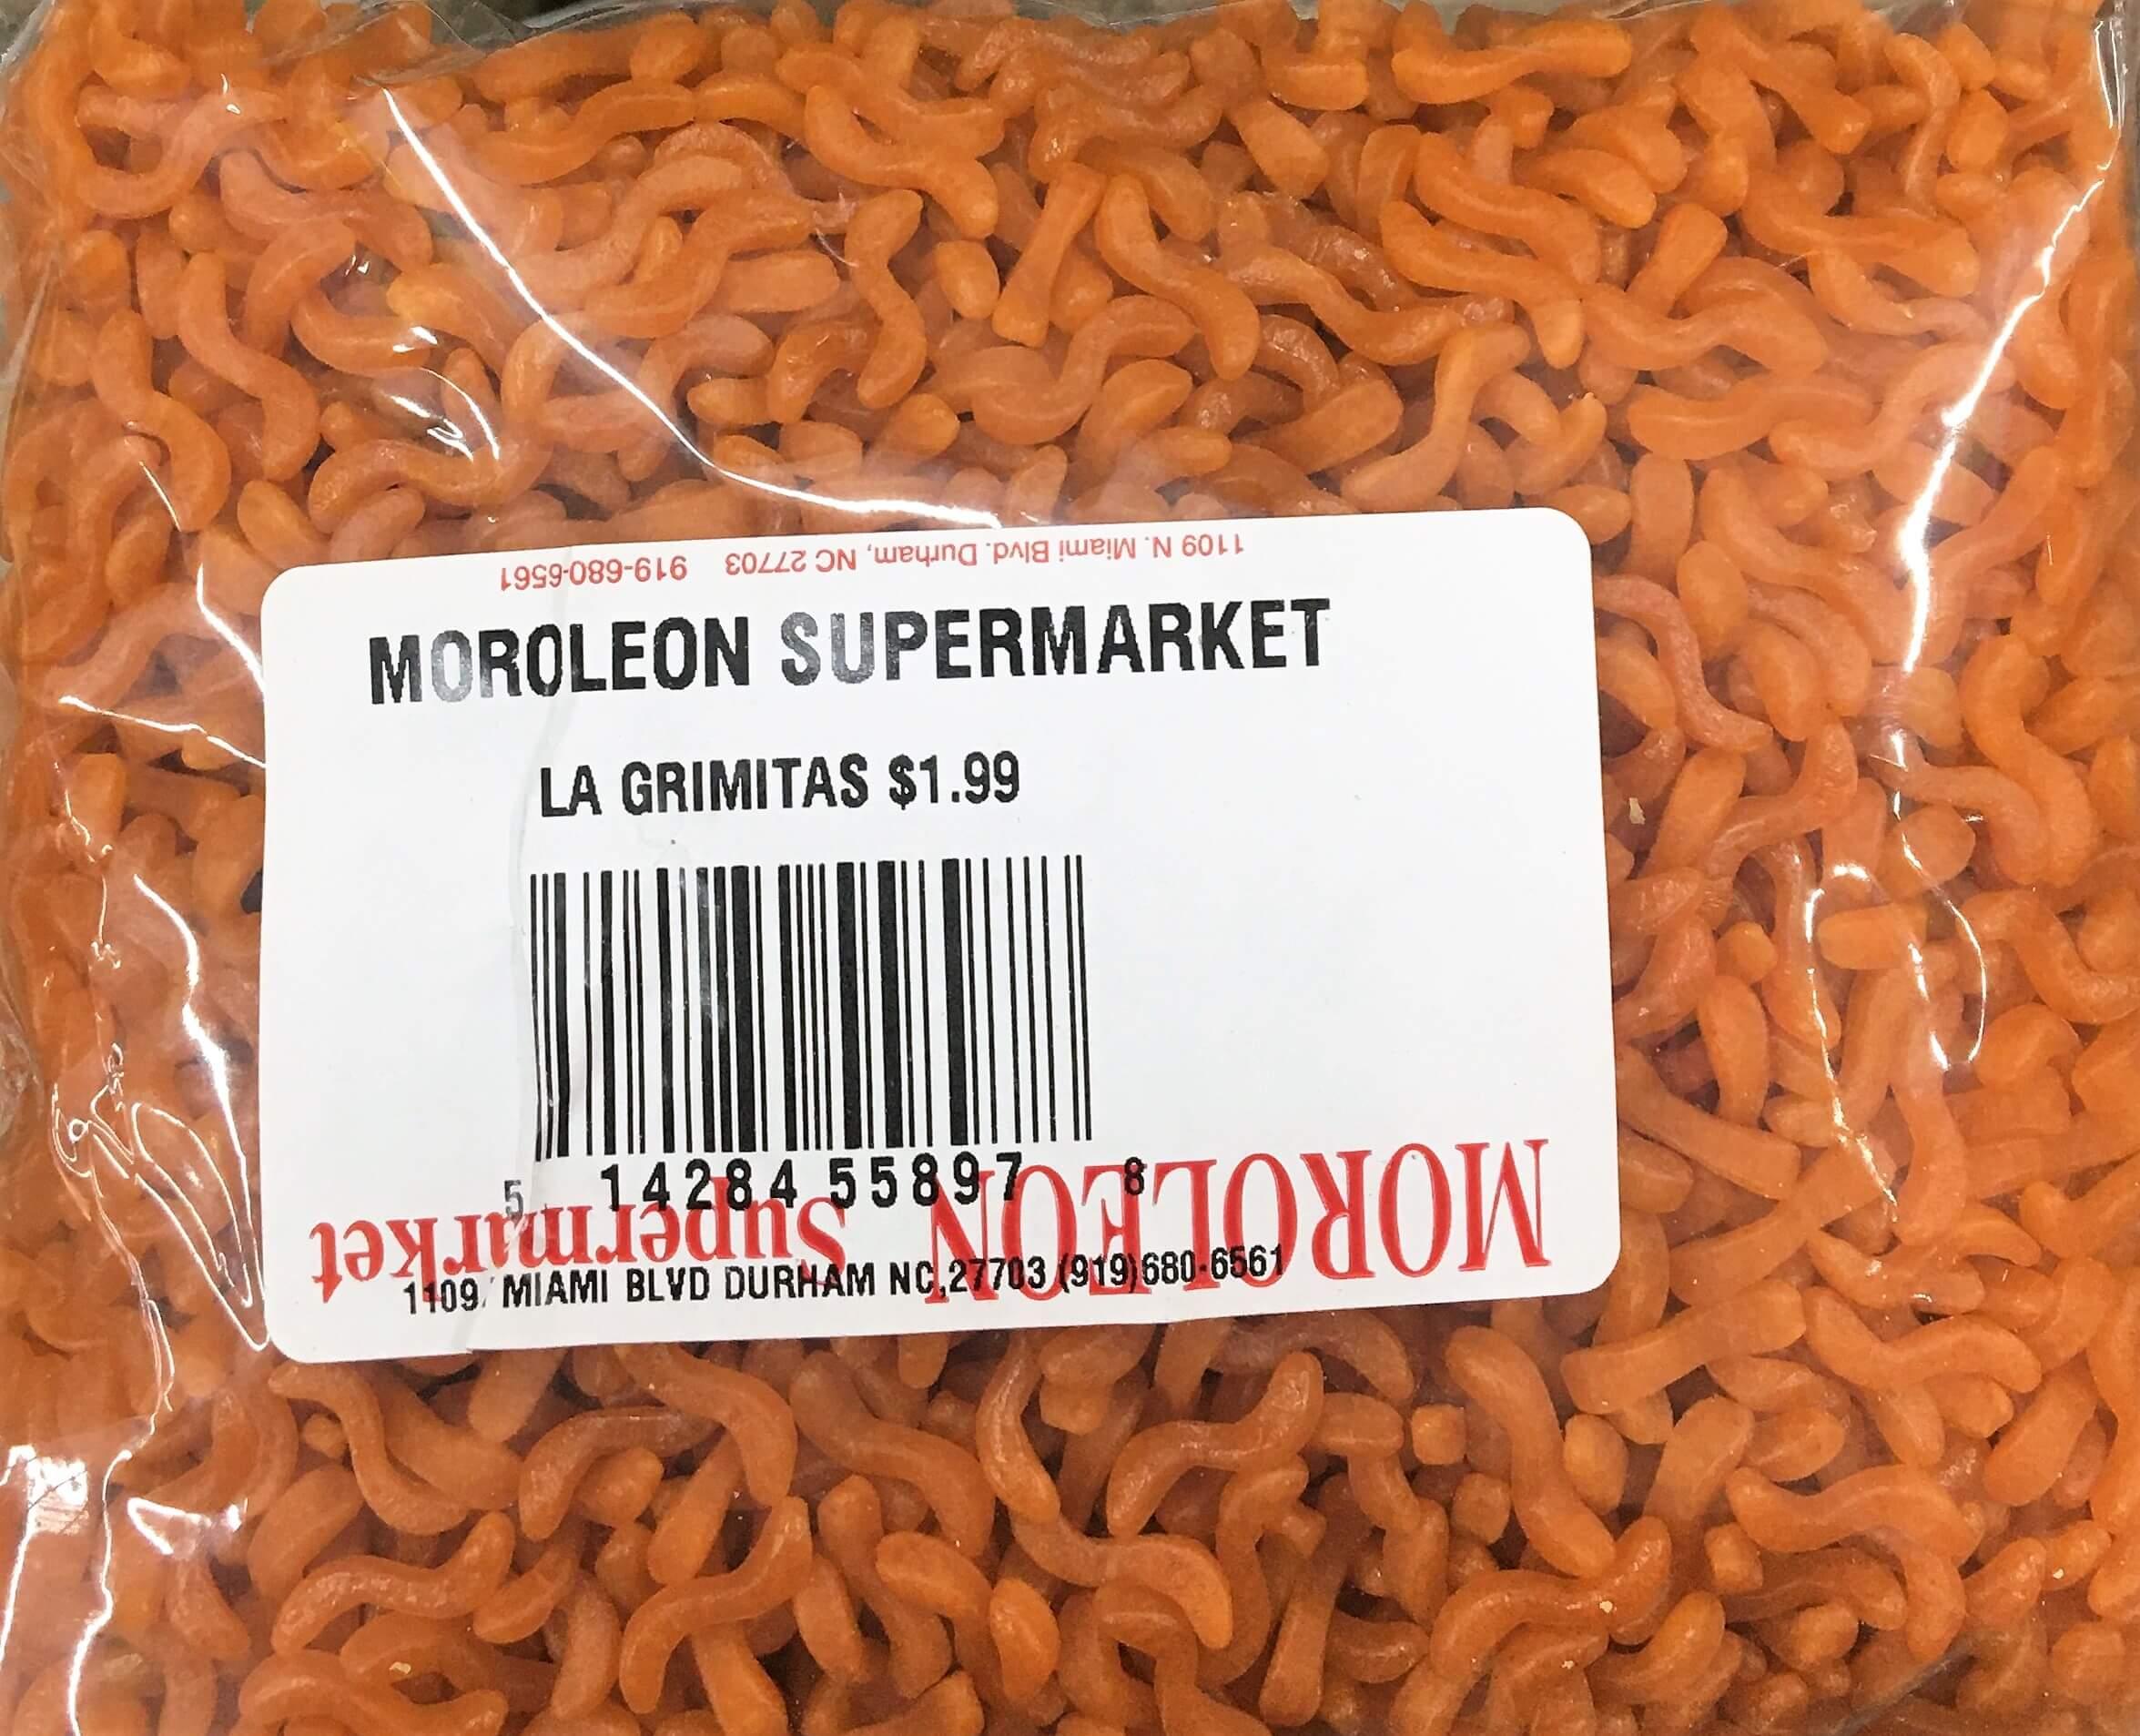 1109 N. Miami Blvd. Durham, NC 27703 919-680-6561
MOROLEON SUPERMARKET
LA GRIMITAS $1.99
5 14284 55897 8
MOROLEON Supermarket
1109 MIAMI BLVD DURHAM NC,27703 (919)680-6561